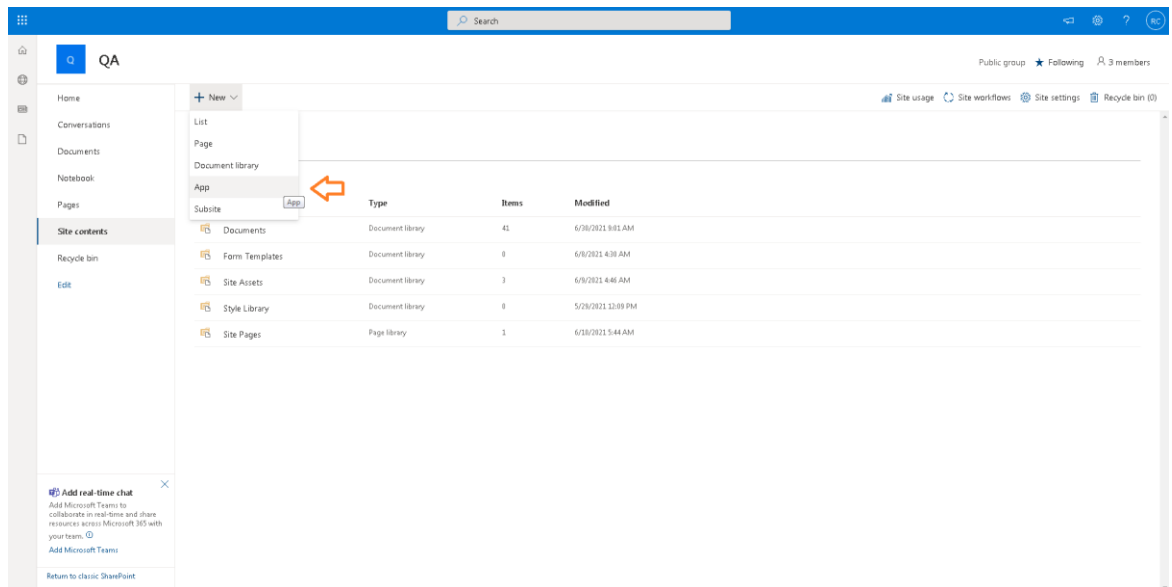 Search
RC
Q
QA
Public group Following 3 members
Home
Conversations
Documents
Notebook
Pages
Site contents
Recycle bin
Edit
New
Site usage Site workflows Site settings Recycle bin (0)
List
Page
Document library
App
App
Subsite
Type Items Modified
Documents Document library 41 6/30/2021 9:01 AM
Form Templates Document library 0 6/8/2021 4:30 AM
Site Assets Document library 3 6/9/2021 4:46 AM
Style Library Document library 0 5/29/2021 12:09 PM
Site Pages Page library 1 6/10/2021 5:44 AM
Add real-time chat
Add Microsoft Teams to
collaborate in real-time and share
resources across Microsoft 365 with
your team.
Add Microsoft Teams
Return to classic SharePoint